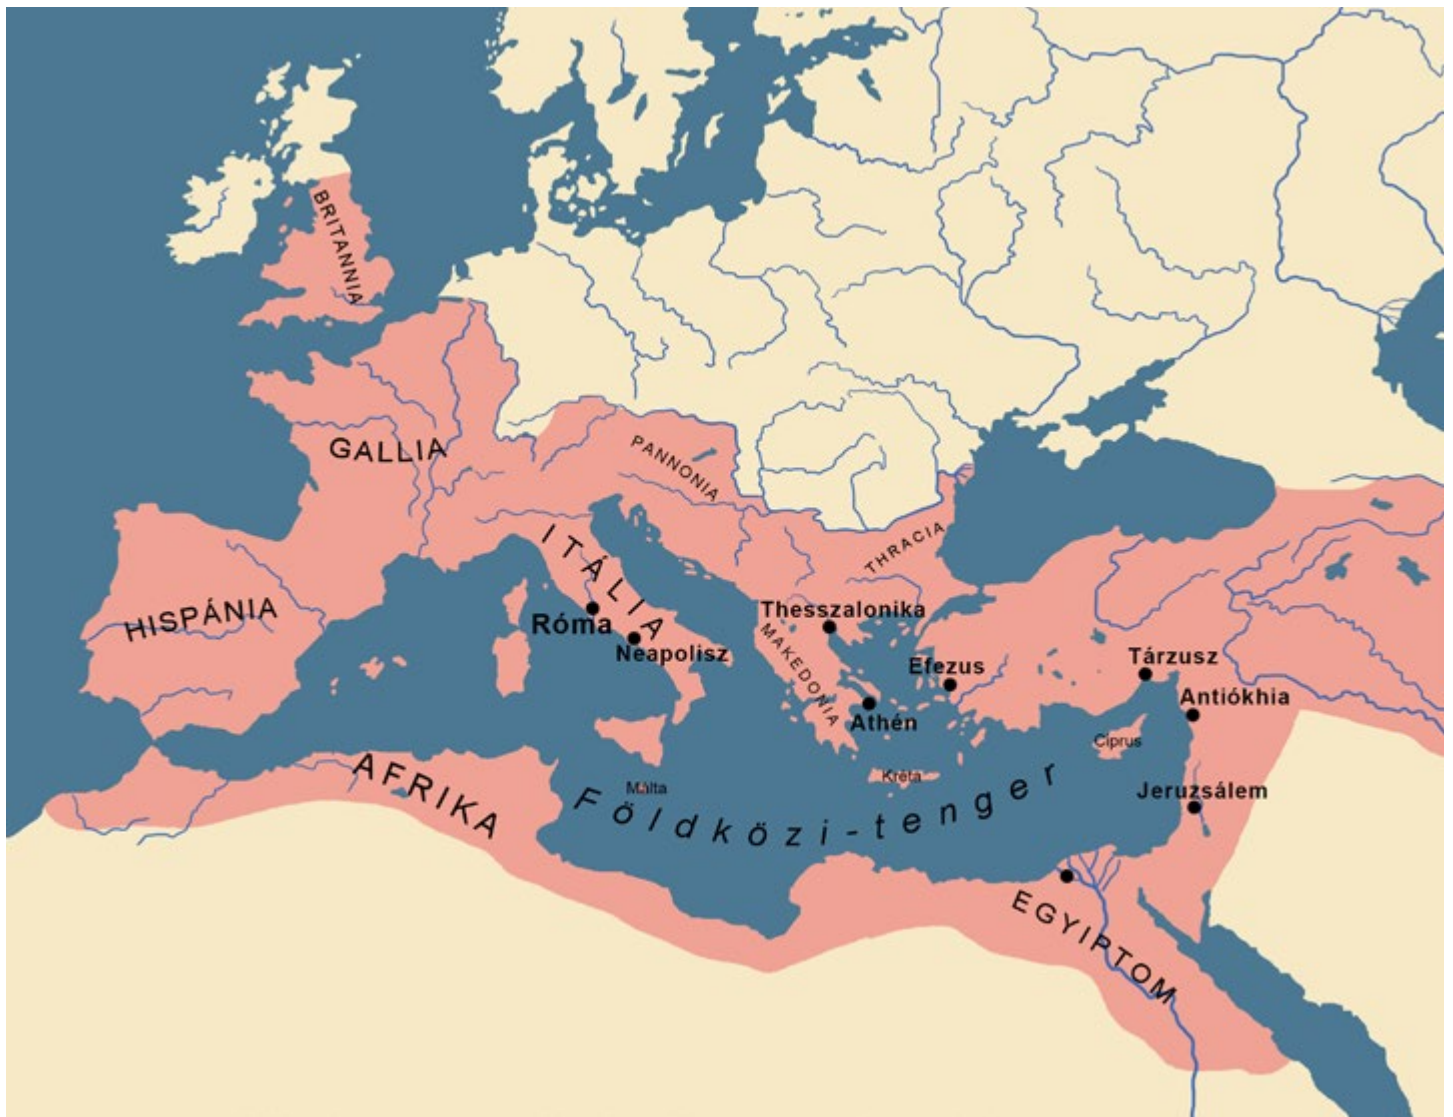 BRITANNIA
GALLIA
PANNONIA
ITÁLIA
THRACIA
HISPÁNIA
Thesszalonika
Róma
Neapolisz
MAKEDONIA
Efezus
Tárzusz
Antiókhia
Athén
Ciprus
AFRIKA
Málta
Kréta
Földközi-tenger
Jeruzsálem
EGYIPTOM